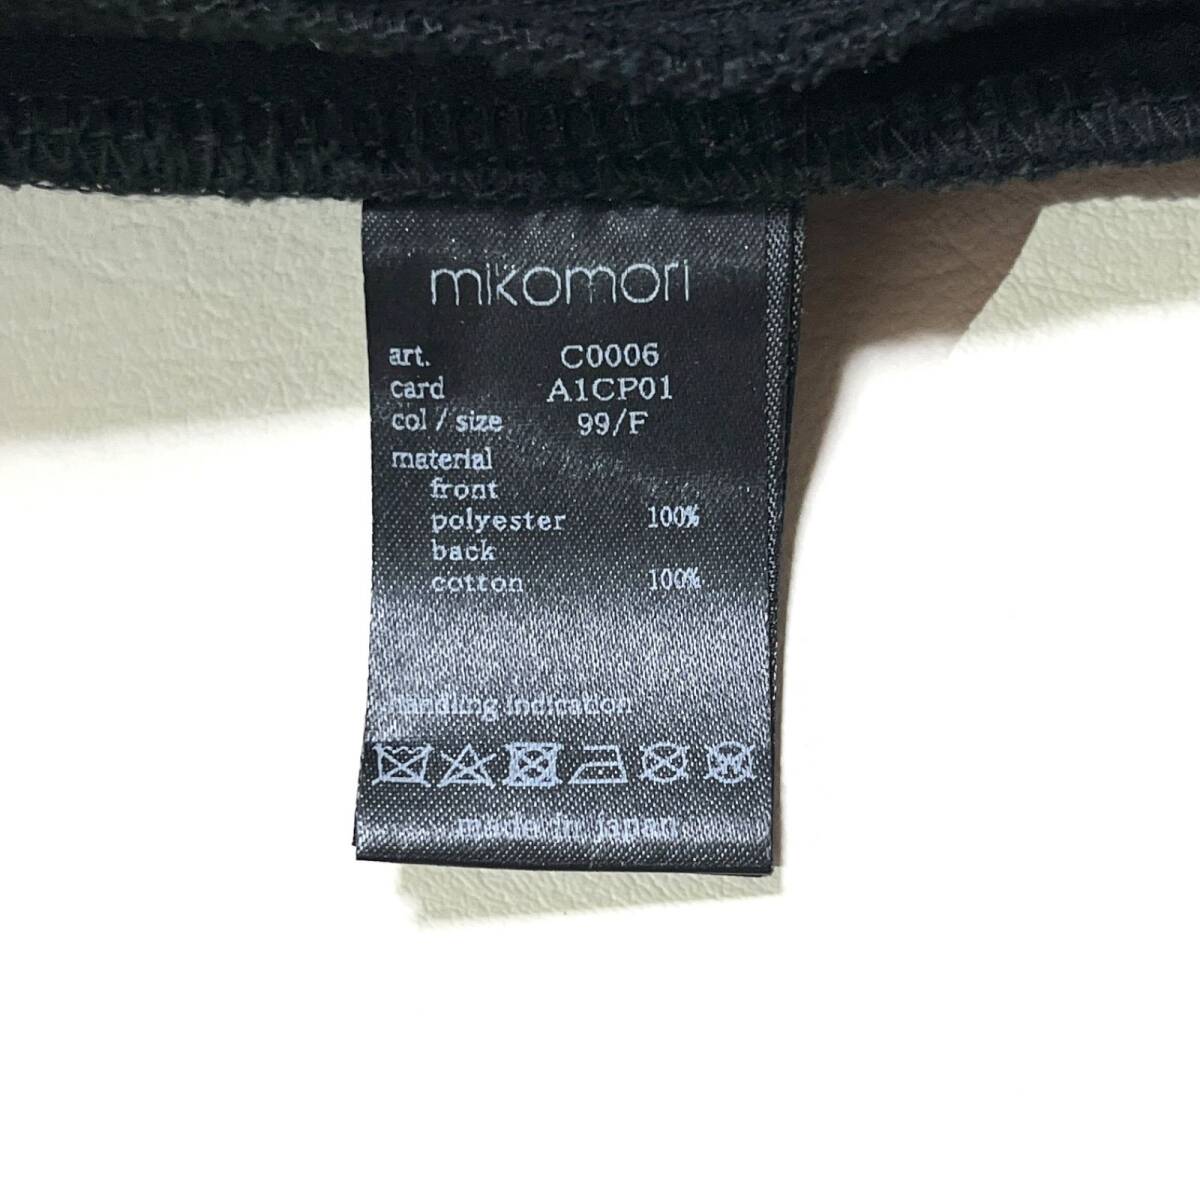 mikomori
art. C0006
card A1CP01
col / size 99/F
material
front
polyester 100%
back
cotton 100%
handling indication
made in japan